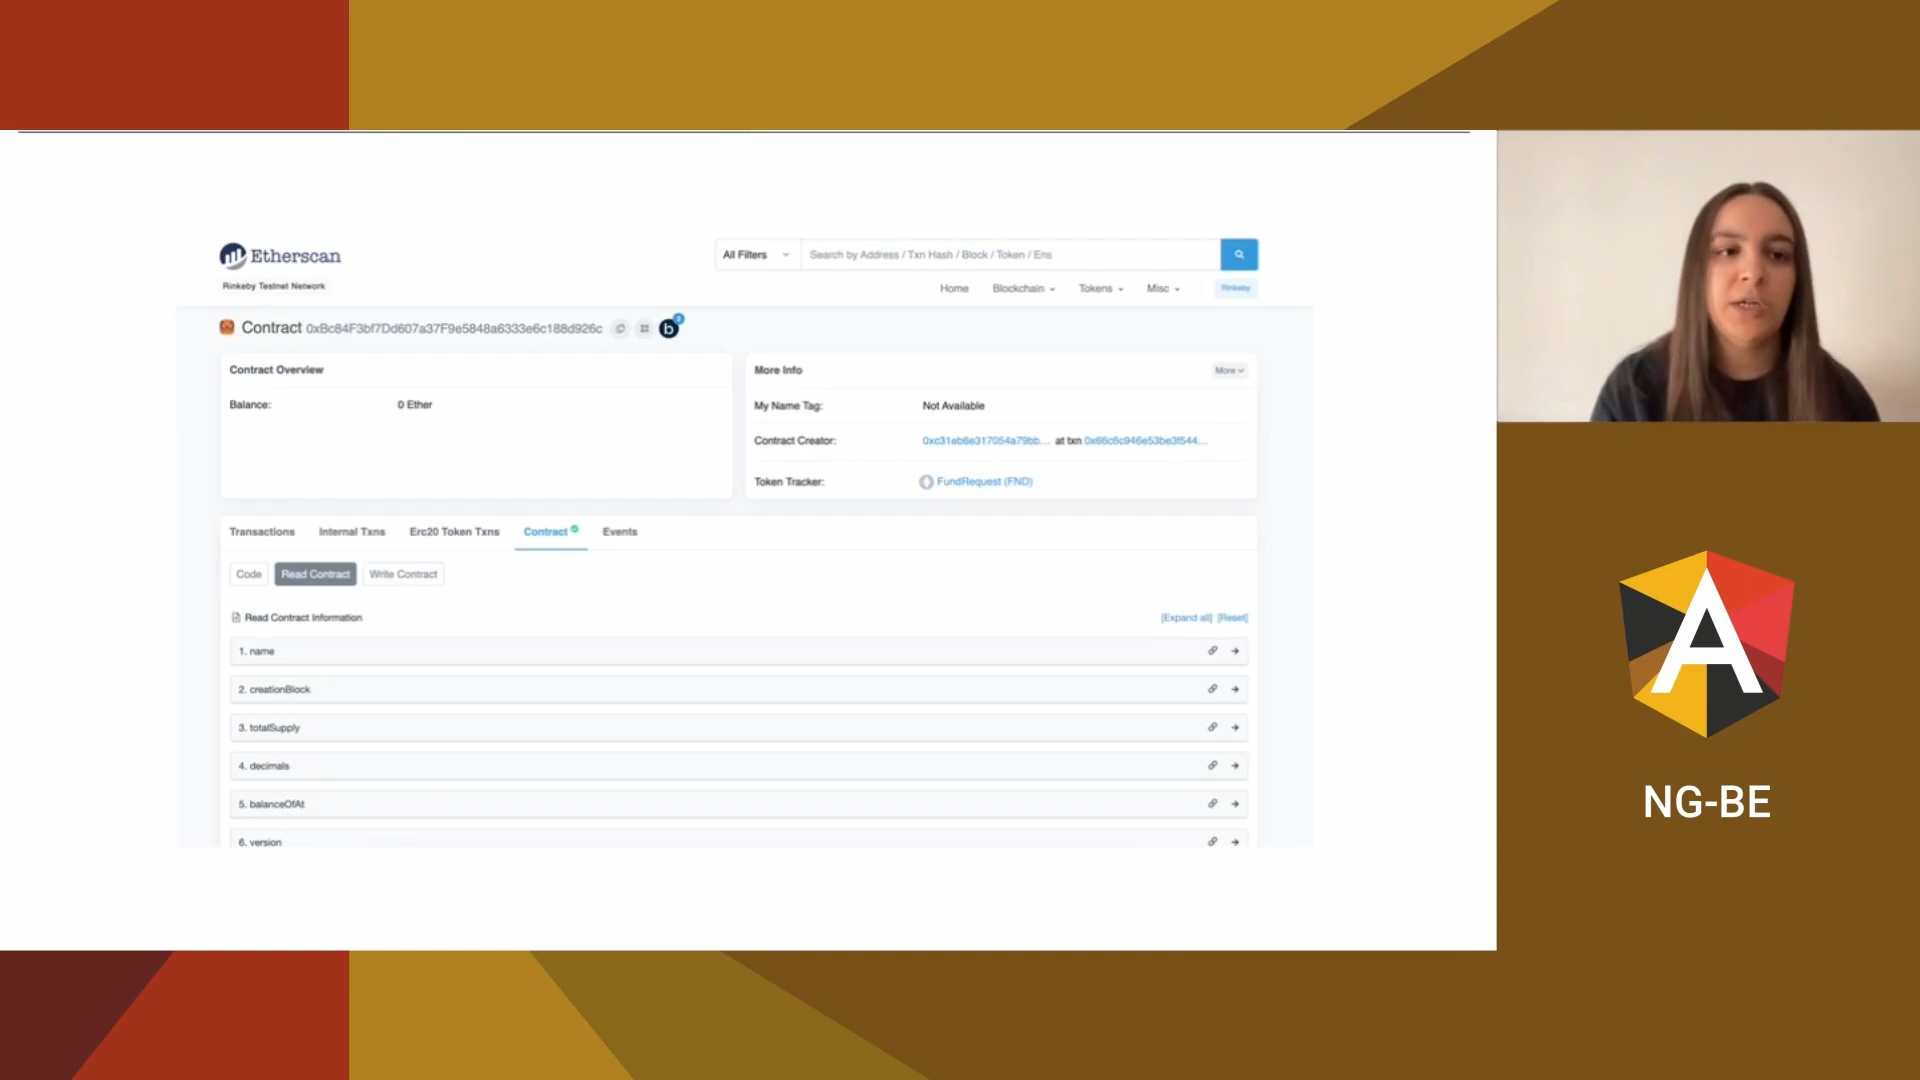 Etherscan
All Filters
Search by Address / Txn Hash / Block / Token / Ens
Rinkeby Testnet Network
Home
Blockchain
Tokens
Misc
Rinkeby
Contract 0xBc84F3bf7Dd607a37F9e5848a6333e6c188d926c
Contract Overview
Balance:
0 Ether
More Info
More
My Name Tag:
Not Available
Contract Creator:
0xc31eb6e317054a79bb... at txn 0x66c6c946e53be3f544...
Token Tracker:
FundRequest (FND)
Transactions
Internal Txns
Erc20 Token Txns
Contract
Events
Code
Read Contract
Write Contract
Read Contract Information
[Expand all] [Reset]
1. name
2. creationBlock
3. totalSupply
4. decimals
5. balanceOfAt
6. version
A
NG-BE